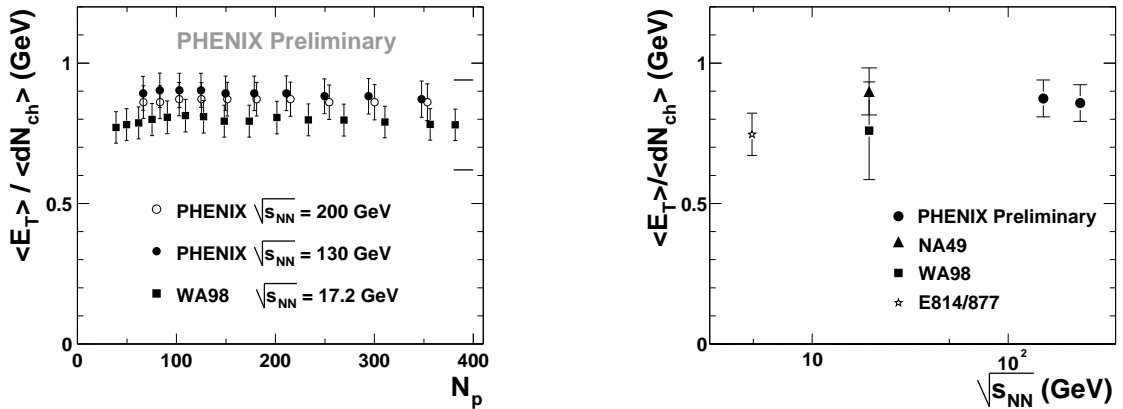 <E_T> / <dN_ch> (GeV)
PHENIX Preliminary
1
0.5
0
PHENIX √s_NN = 200 GeV
PHENIX √s_NN = 130 GeV
WA98 √s_NN = 17.2 GeV
0 100 200 300 400
N_p
<E_T>/<dN_ch> (GeV)
1
0.5
0
PHENIX Preliminary
NA49
WA98
E814/877
10 10^2
√s_NN (GeV)